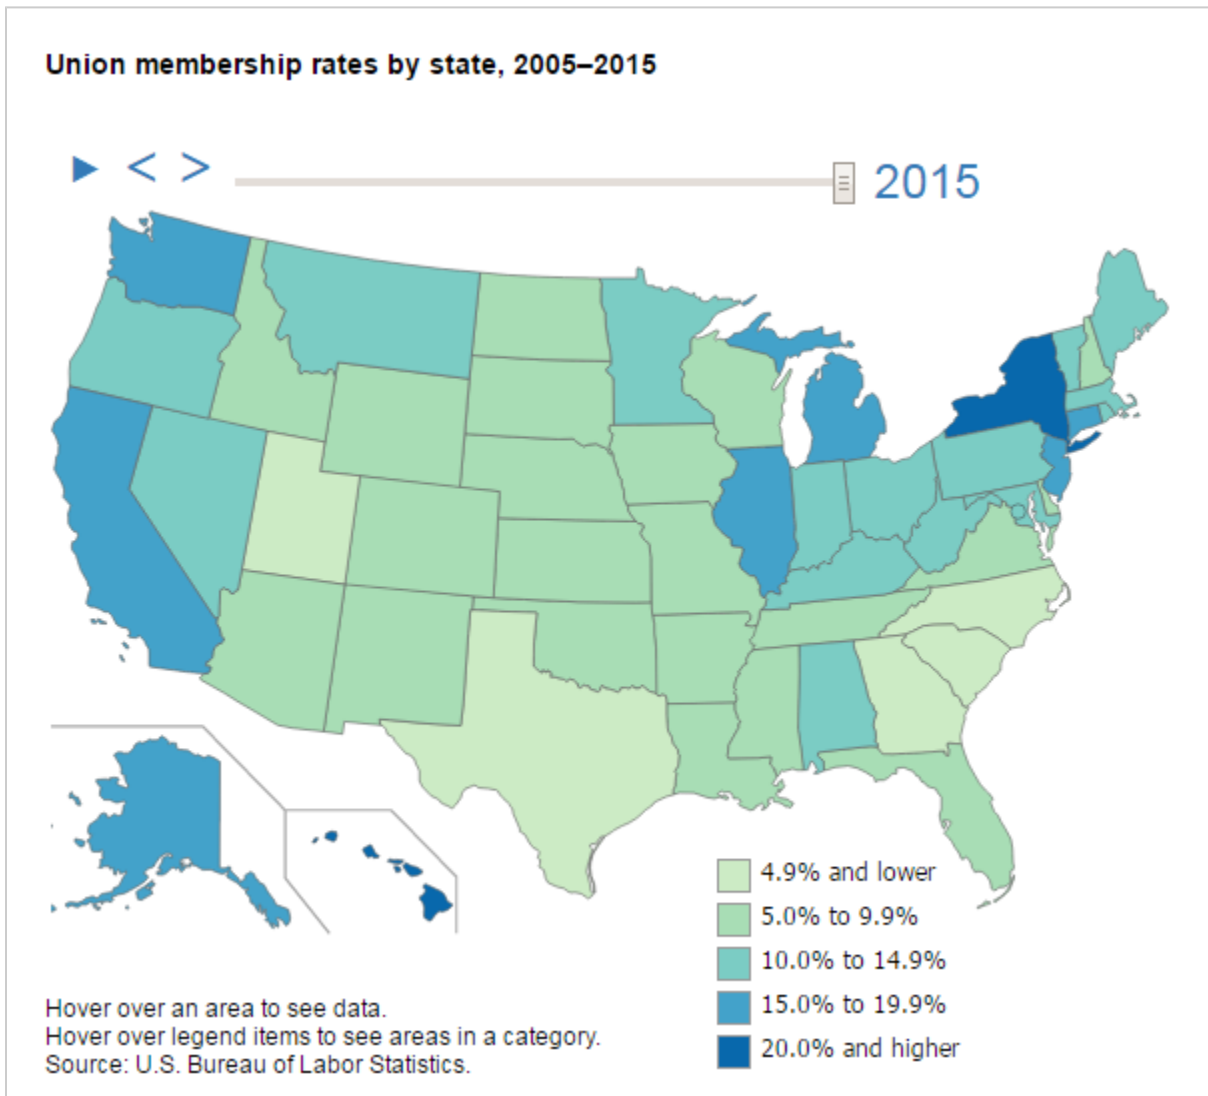 Union membership rates by state, 2005–2015
2015
4.9% and lower
5.0% to 9.9%
10.0% to 14.9%
15.0% to 19.9%
20.0% and higher
Hover over an area to see data.
Hover over legend items to see areas in a category.
Source: U.S. Bureau of Labor Statistics.